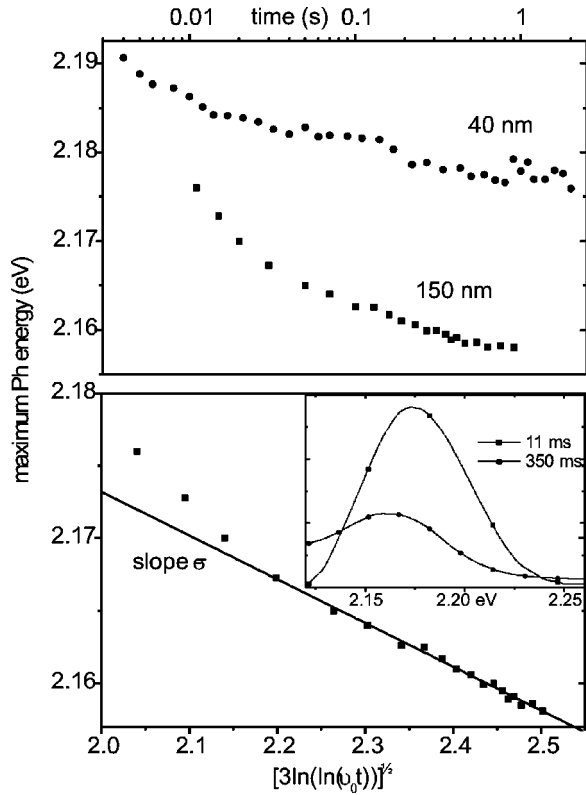 0.01 time (s) 0.1 1
2.19
2.18
2.17
2.16
40 nm
150 nm
maximum Ph energy (eV)
2.18
2.17
2.16
slope σ
11 ms
350 ms
2.15 2.20 eV 2.25
2.0 2.1 2.2 2.3 2.4 2.5
[3ln(ln(υ₀t))]^½